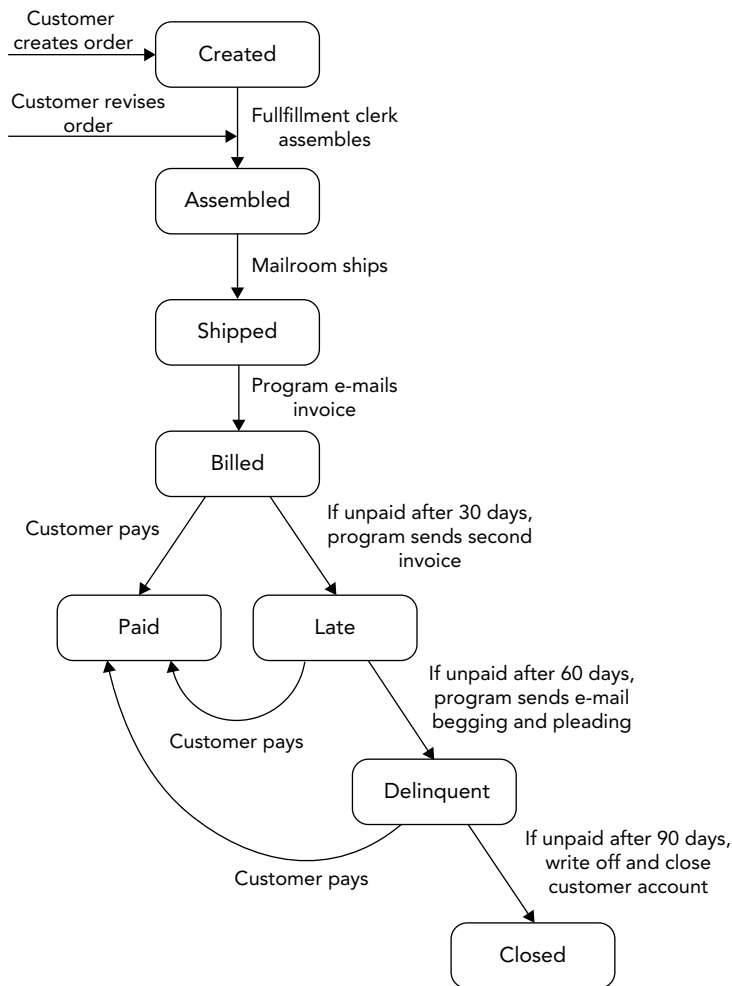 Customer
creates order
Created
Customer revises
order
Fullfillment clerk
assembles
Assembled
Mailroom ships
Shipped
Program e-mails
invoice
Billed
Customer pays
If unpaid after 30 days,
program sends second
invoice
Paid
Late
If unpaid after 60 days,
program sends e-mail
begging and pleading
Customer pays
Delinquent
If unpaid after 90 days,
write off and close
customer account
Customer pays
Closed